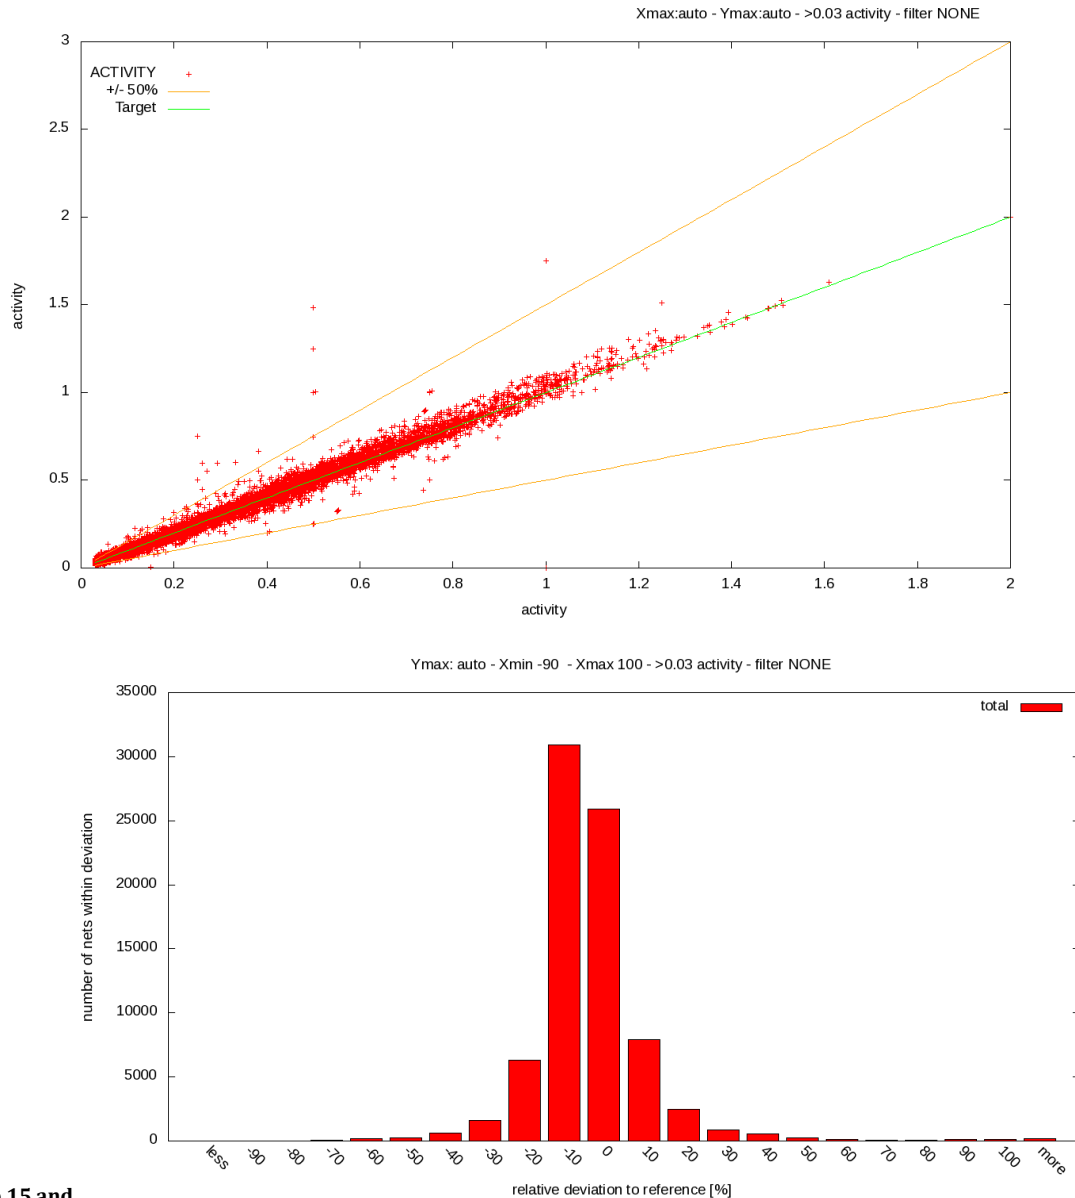 Xmax:auto - Ymax:auto - >0.03 activity - filter NONE
3
2.5
2
1.5
1
0.5
0
ACTIVITY
+/- 50%
Target
activity
0 0.2 0.4 0.6 0.8 1 1.2 1.4 1.6 1.8 2
activity
Ymax: auto - Xmin -90 - Xmax 100 - >0.03 activity - filter NONE
35000
30000
25000
20000
15000
10000
5000
0
total
number of nets within deviation
less -90 -80 -70 -60 -50 -40 -30 -20 -10 0 10 20 30 40 50 60 70 80 90 100 more
relative deviation to reference [%]
15 and